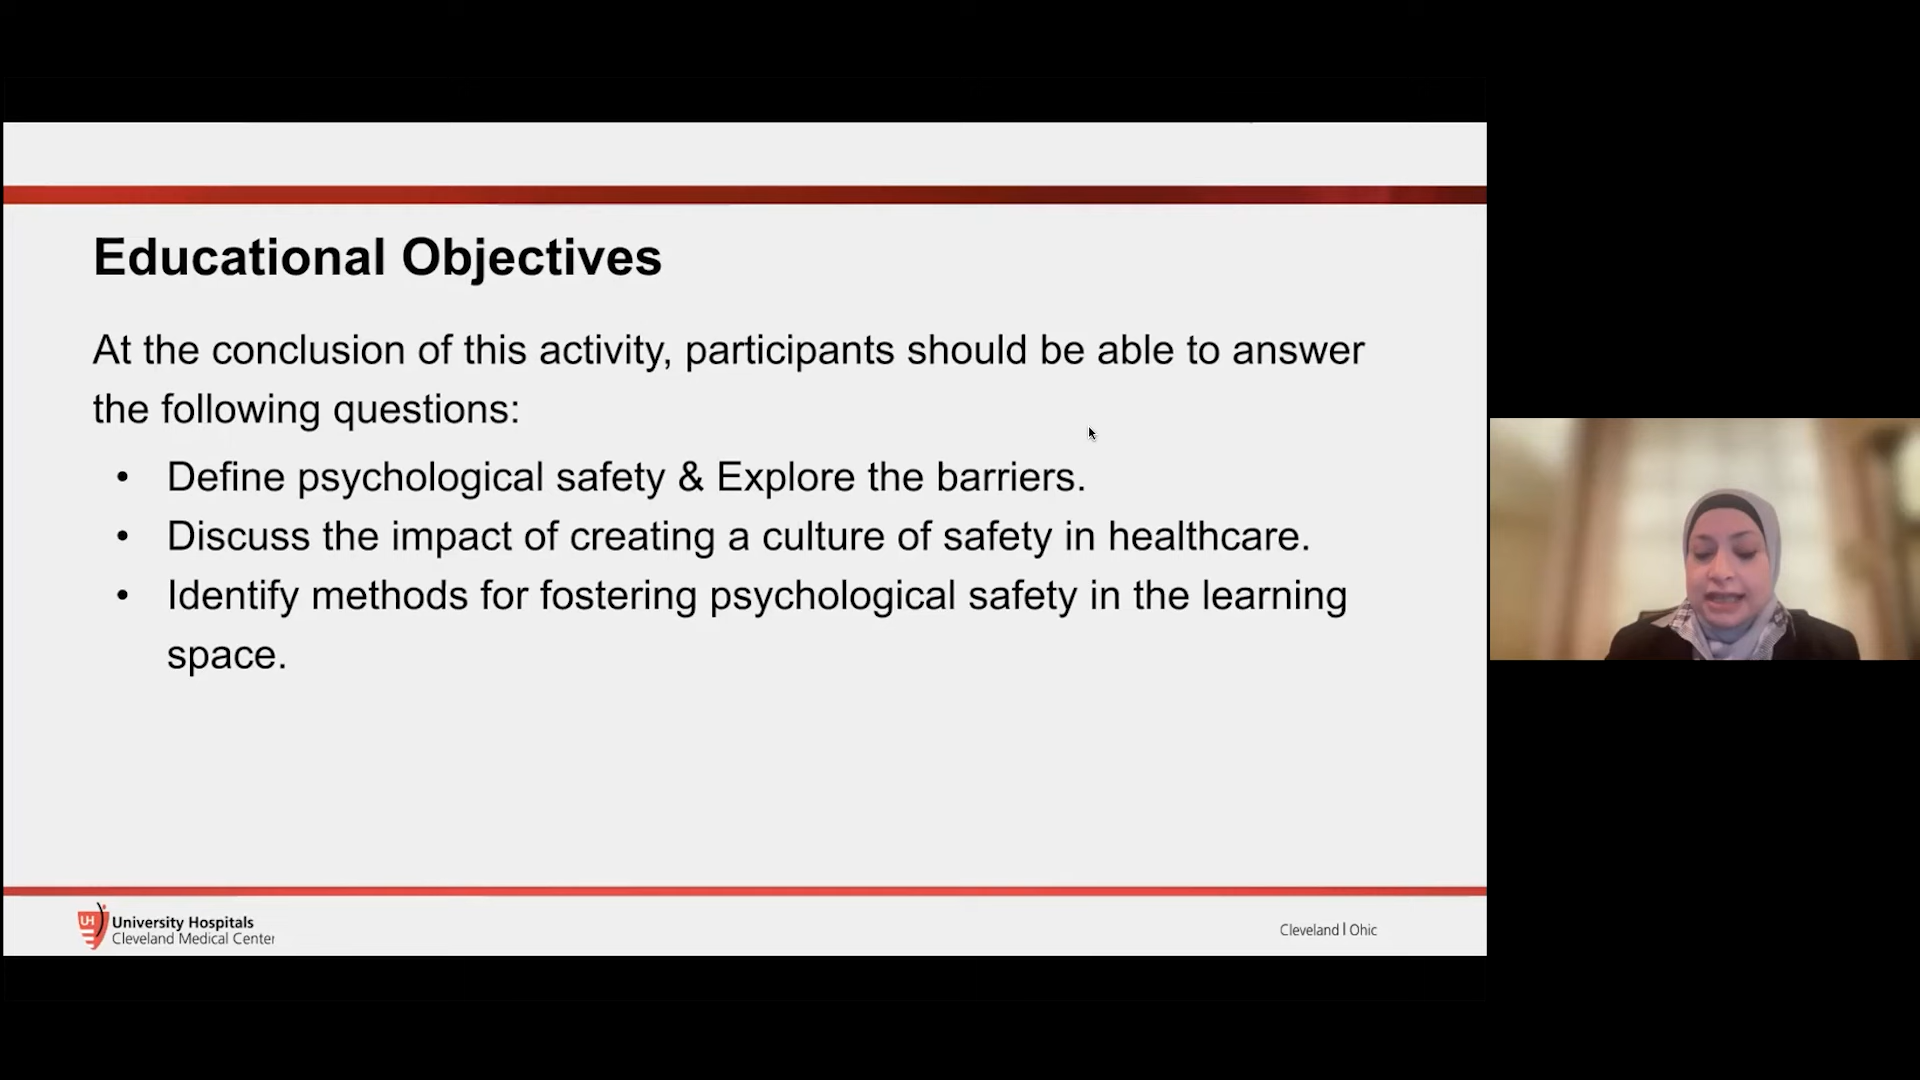 Educational Objectives
At the conclusion of this activity, participants should be able to answer
the following questions:
• Define psychological safety & Explore the barriers.
• Discuss the impact of creating a culture of safety in healthcare.
• Identify methods for fostering psychological safety in the learning
space.
UH
University Hospitals
Cleveland Medical Center
Cleveland | Ohic